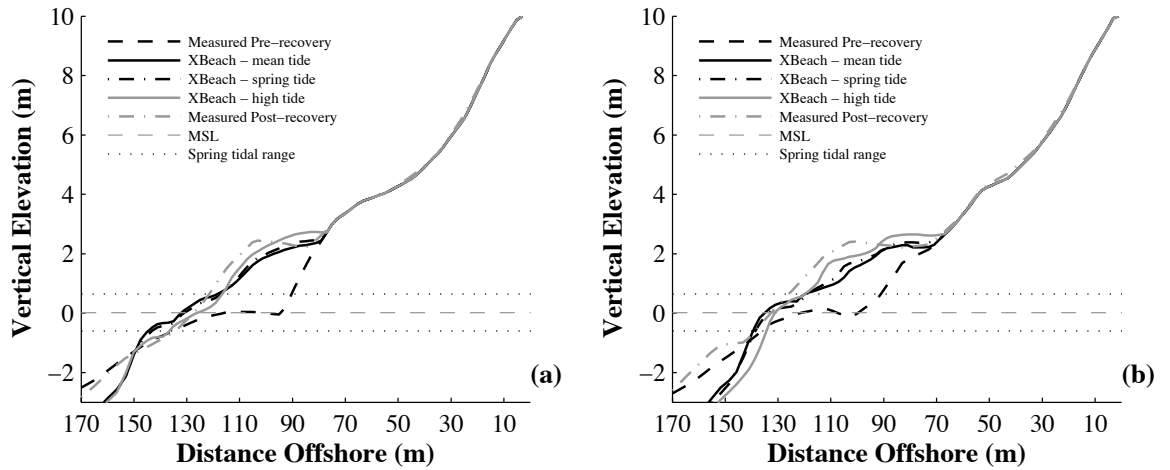 10
8
6
4
2
0
−2
170 150 130 110 90 70 50 30 10
Vertical Elevation (m)
Distance Offshore (m)
Measured Pre−recovery
XBeach − mean tide
XBeach − spring tide
XBeach − high tide
Measured Post−recovery
MSL
Spring tidal range
(a)
10
8
6
4
2
0
−2
170 150 130 110 90 70 50 30 10
Vertical Elevation (m)
Distance Offshore (m)
Measured Pre−recovery
XBeach − mean tide
XBeach − spring tide
XBeach − high tide
Measured Post−recovery
MSL
Spring tidal range
(b)